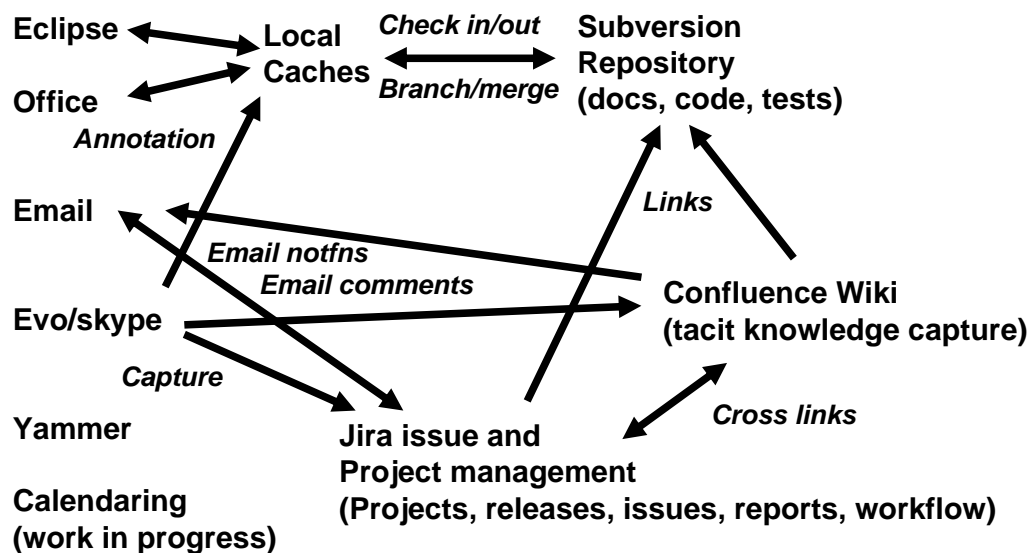 Eclipse
Local
Caches
Check in/out
Branch/merge
Subversion
Repository
(docs, code, tests)
Office
Annotation
Email
Links
Email notfns
Email comments
Evo/skype
Confluence Wiki
(tacit knowledge capture)
Capture
Cross links
Yammer
Jira issue and
Project management
(Projects, releases, issues, reports, workflow)
Calendaring
(work in progress)